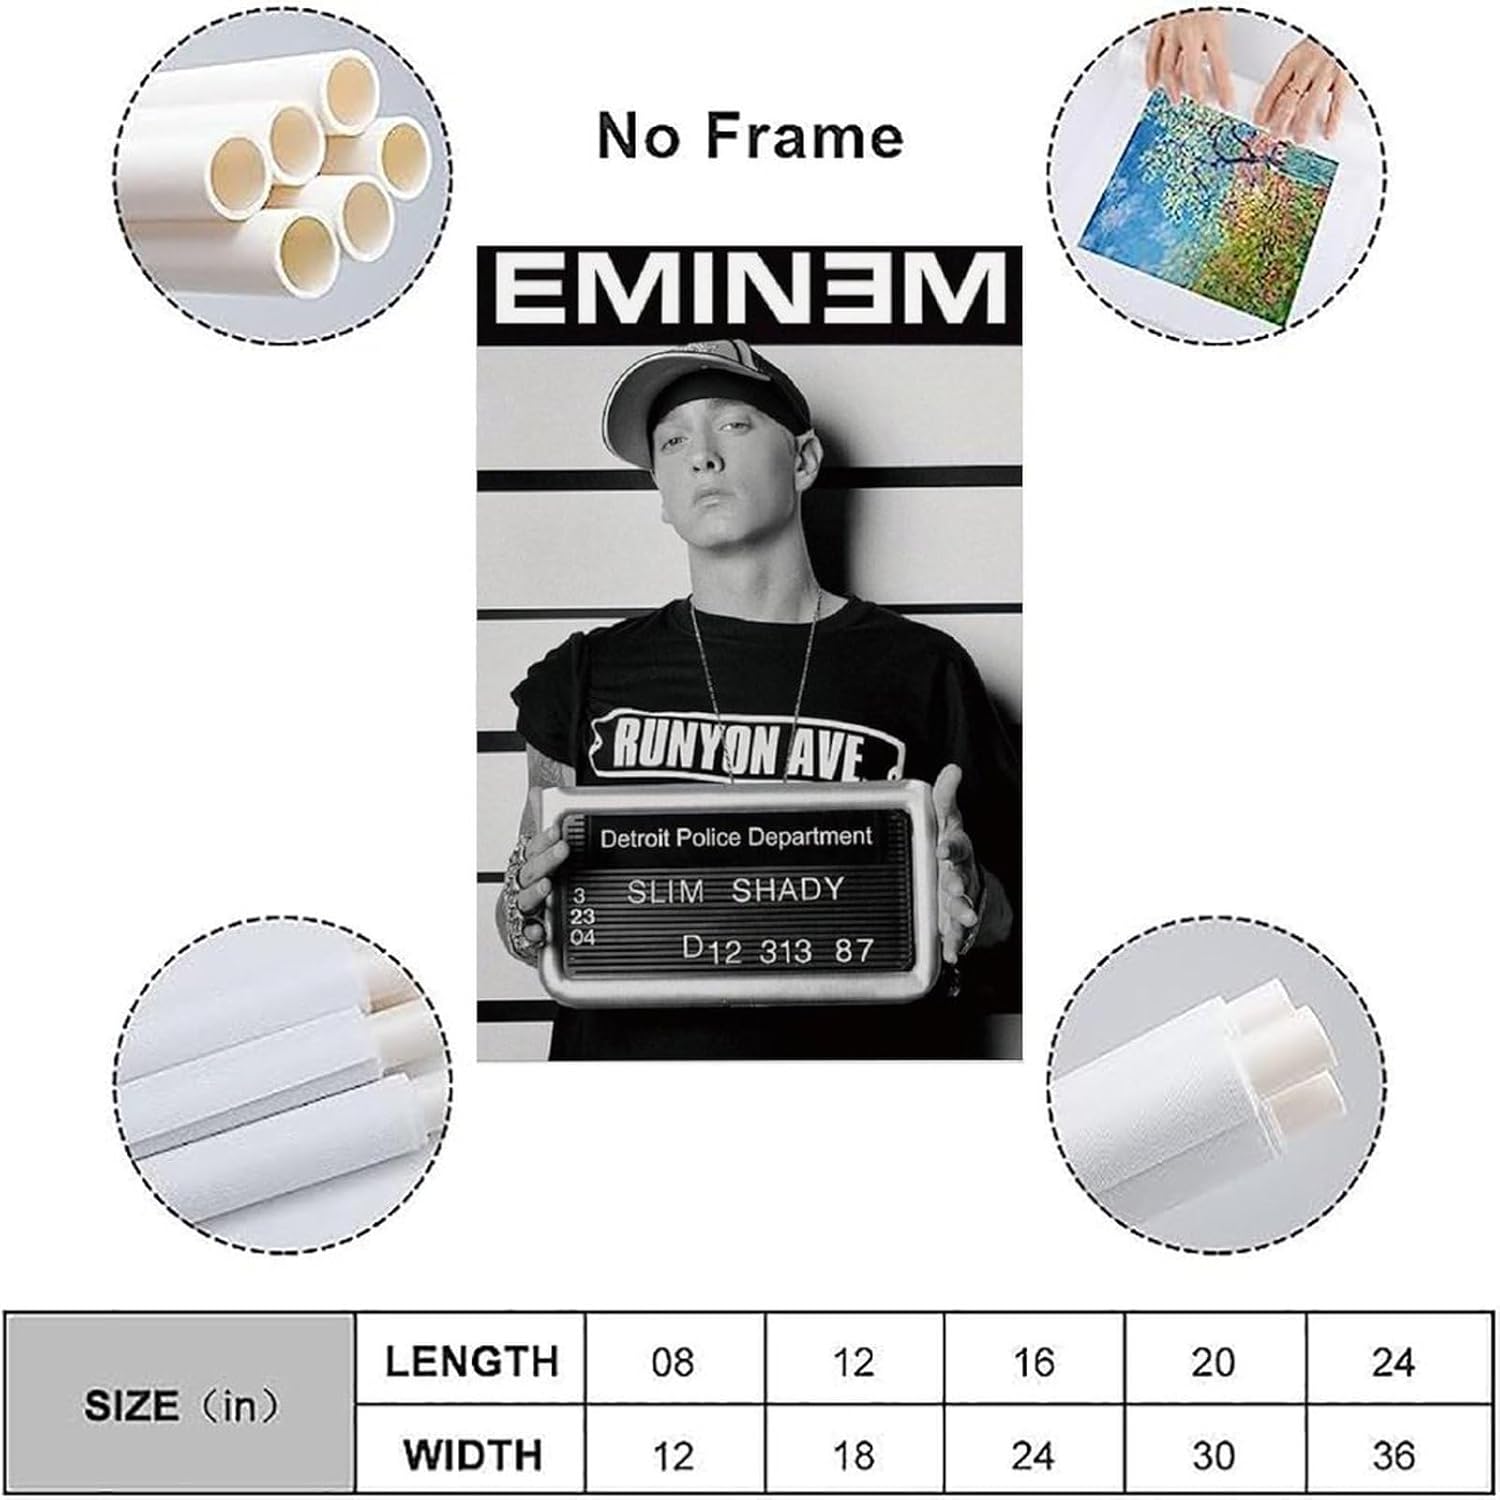 No Frame
EMINEM
RUNYON AVE
Detroit Police Department
3
SLIM SHADY
23
04
D12 313 87
SIZE（in）
LENGTH 08 12 16 20 24
WIDTH 12 18 24 30 36